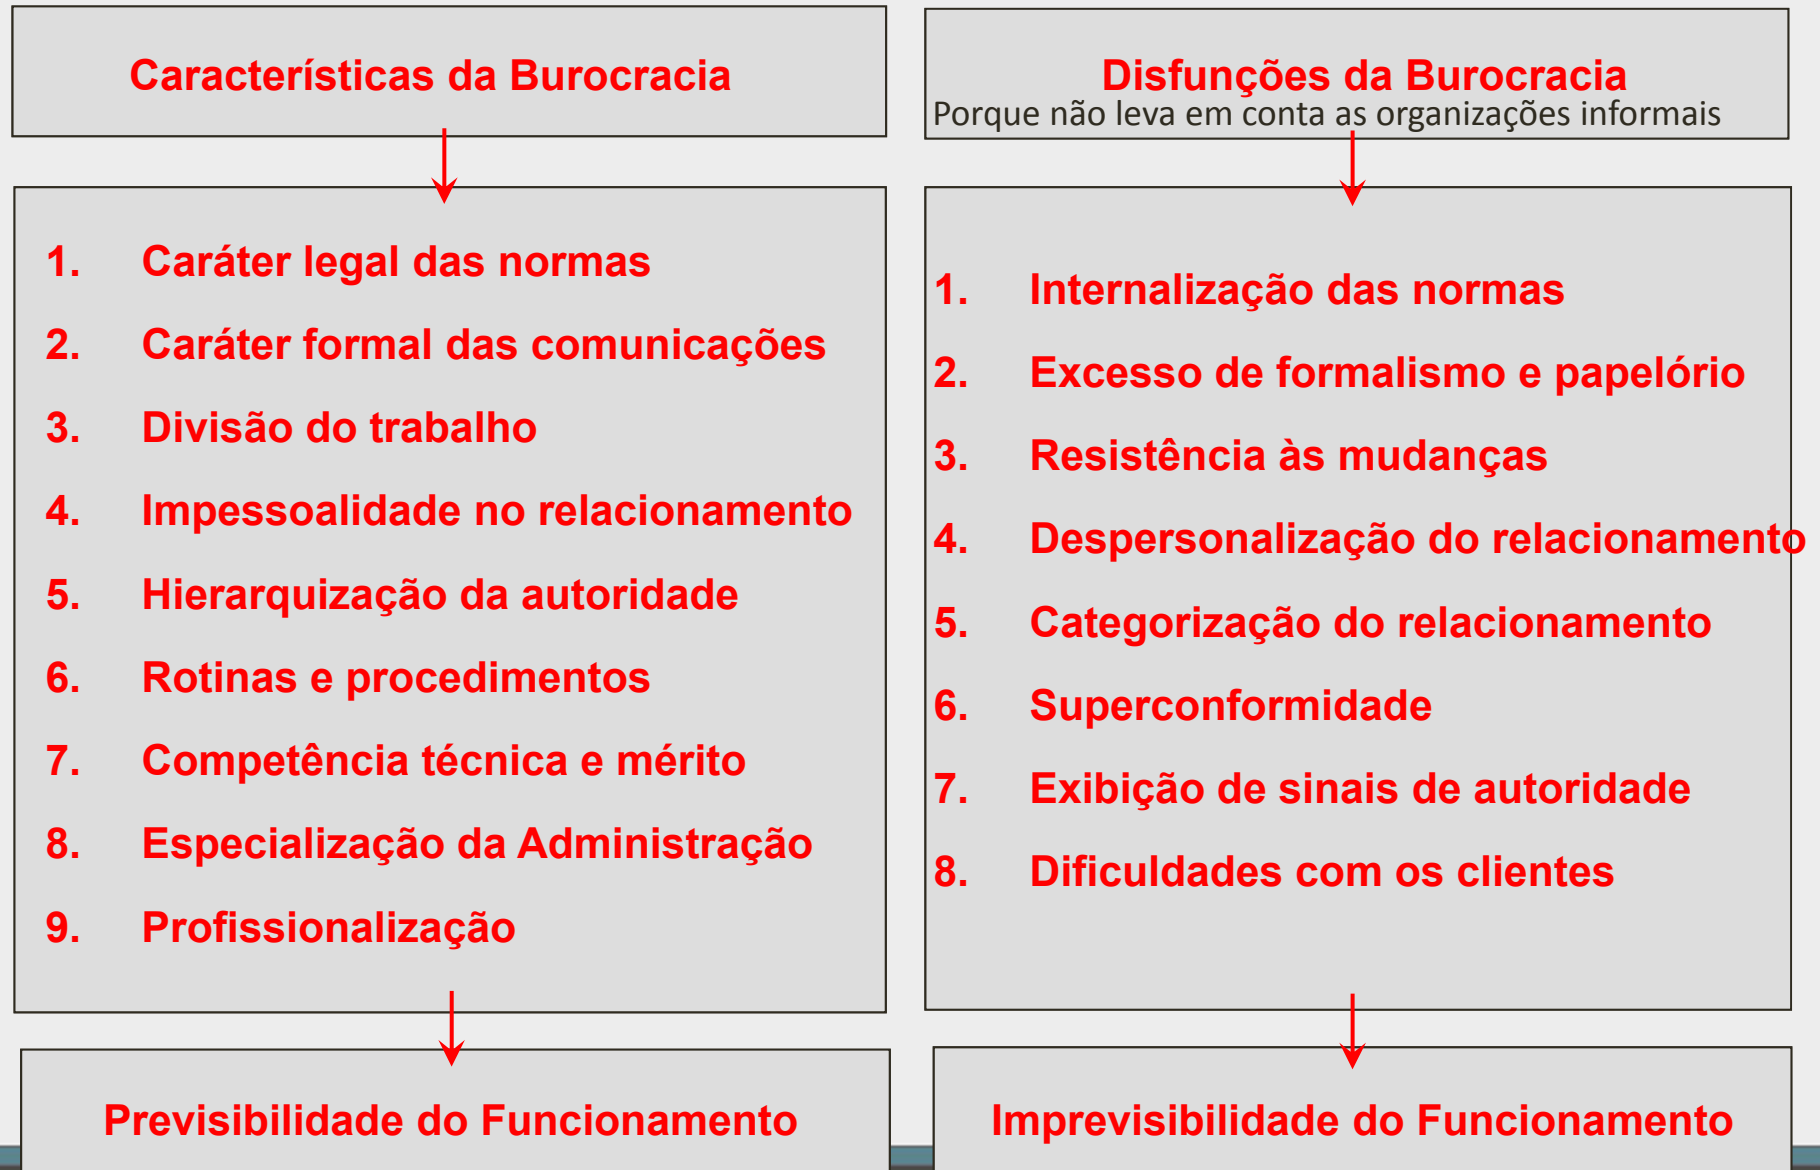 Características da Burocracia
1. Caráter legal das normas
2. Caráter formal das comunicações
3. Divisão do trabalho
4. Impessoalidade no relacionamento
5. Hierarquização da autoridade
6. Rotinas e procedimentos
7. Competência técnica e mérito
8. Especialização da Administração
9. Profissionalização
Previsibilidade do Funcionamento
Disfunções da Burocracia
Porque não leva em conta as organizações informais
1. Internalização das normas
2. Excesso de formalismo e papelório
3. Resistência às mudanças
4. Despersonalização do relacionamento
5. Categorização do relacionamento
6. Superconformidade
7. Exibição de sinais de autoridade
8. Dificuldades com os clientes
Imprevisibilidade do Funcionamento